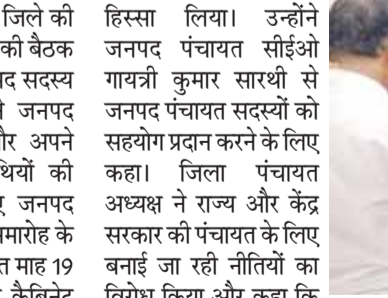 जिले की
की बैठक
सदस्य
जनपद
अपने
की
जनपद
के
माह 19
हिस्सा लिया। उन्होंने
जनपद पंचायत सीईओ
गायत्री कुमार सारथी से
जनपद पंचायत सदस्यों को
सहयोग प्रदान करने के लिए
कहा। जिला पंचायत
अध्यक्ष ने राज्य और केंद्र
सरकार की पंचायत के लिए
बनाई जा रही नीतियों का
विरोध किया और कहा कि